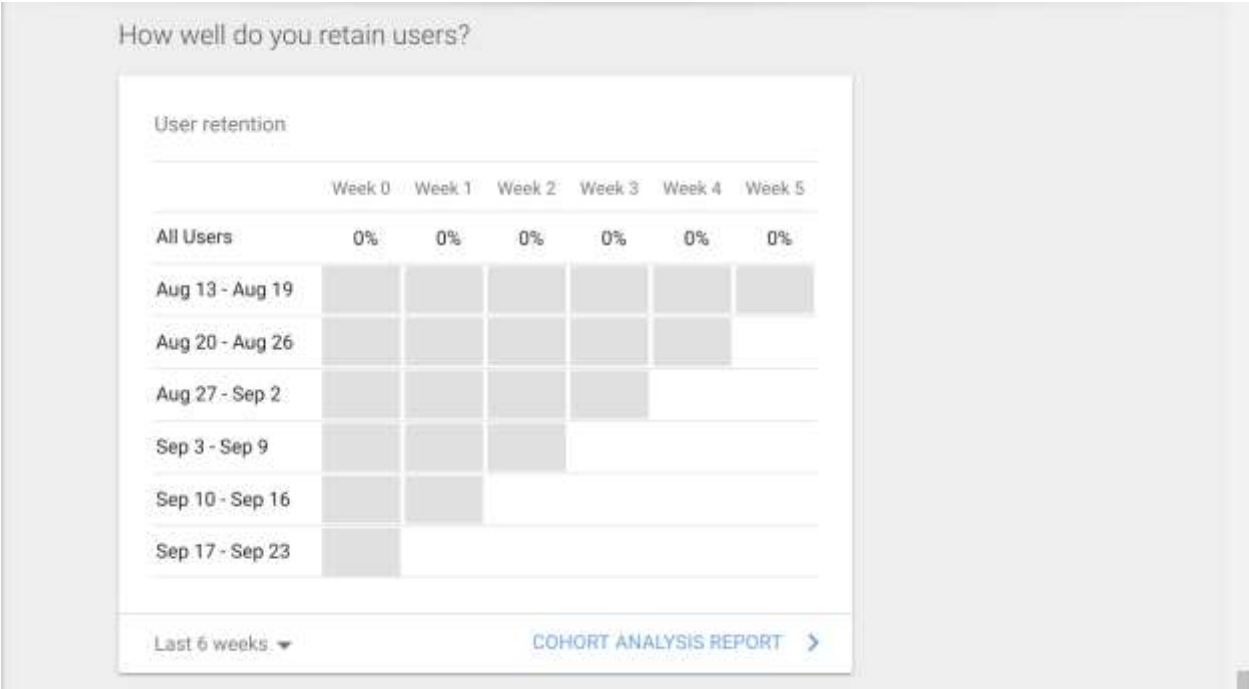 How well do you retain users?
User retention
Week 0 Week 1 Week 2 Week 3 Week 4 Week 5
All Users 0% 0% 0% 0% 0% 0%
Aug 13 - Aug 19
Aug 20 - Aug 26
Aug 27 - Sep 2
Sep 3 - Sep 9
Sep 10 - Sep 16
Sep 17 - Sep 23
Last 6 weeks COHORT ANALYSIS REPORT